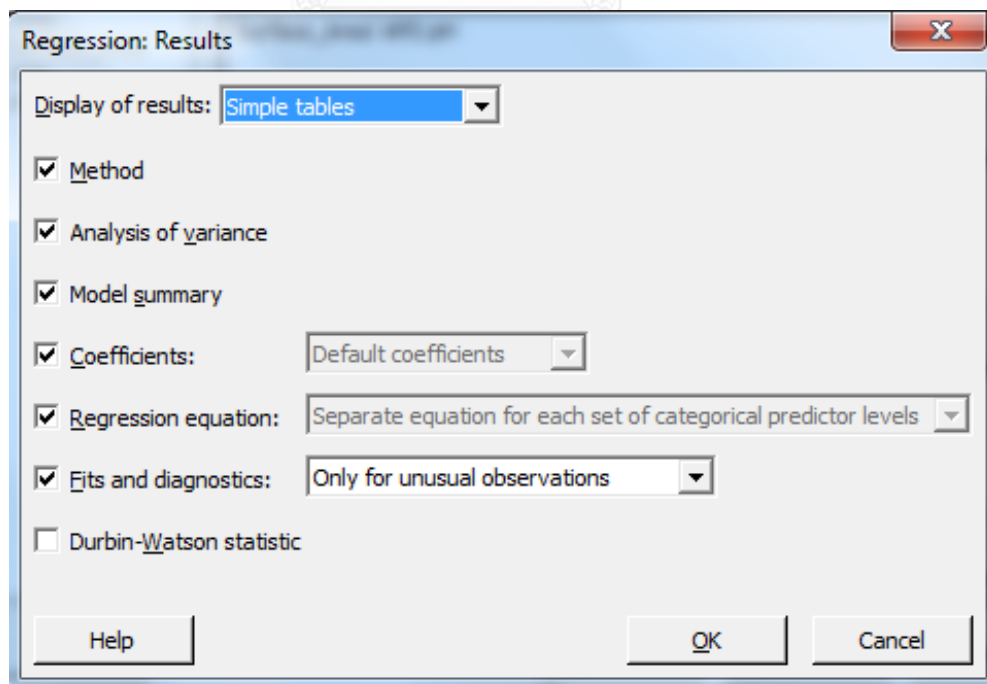 Regression: Results
Display of results: Simple tables
Method
Analysis of variance
Model summary
Coefficients: Default coefficients
Regression equation: Separate equation for each set of categorical predictor levels
Fits and diagnostics: Only for unusual observations
Durbin-Watson statistic
Help OK Cancel